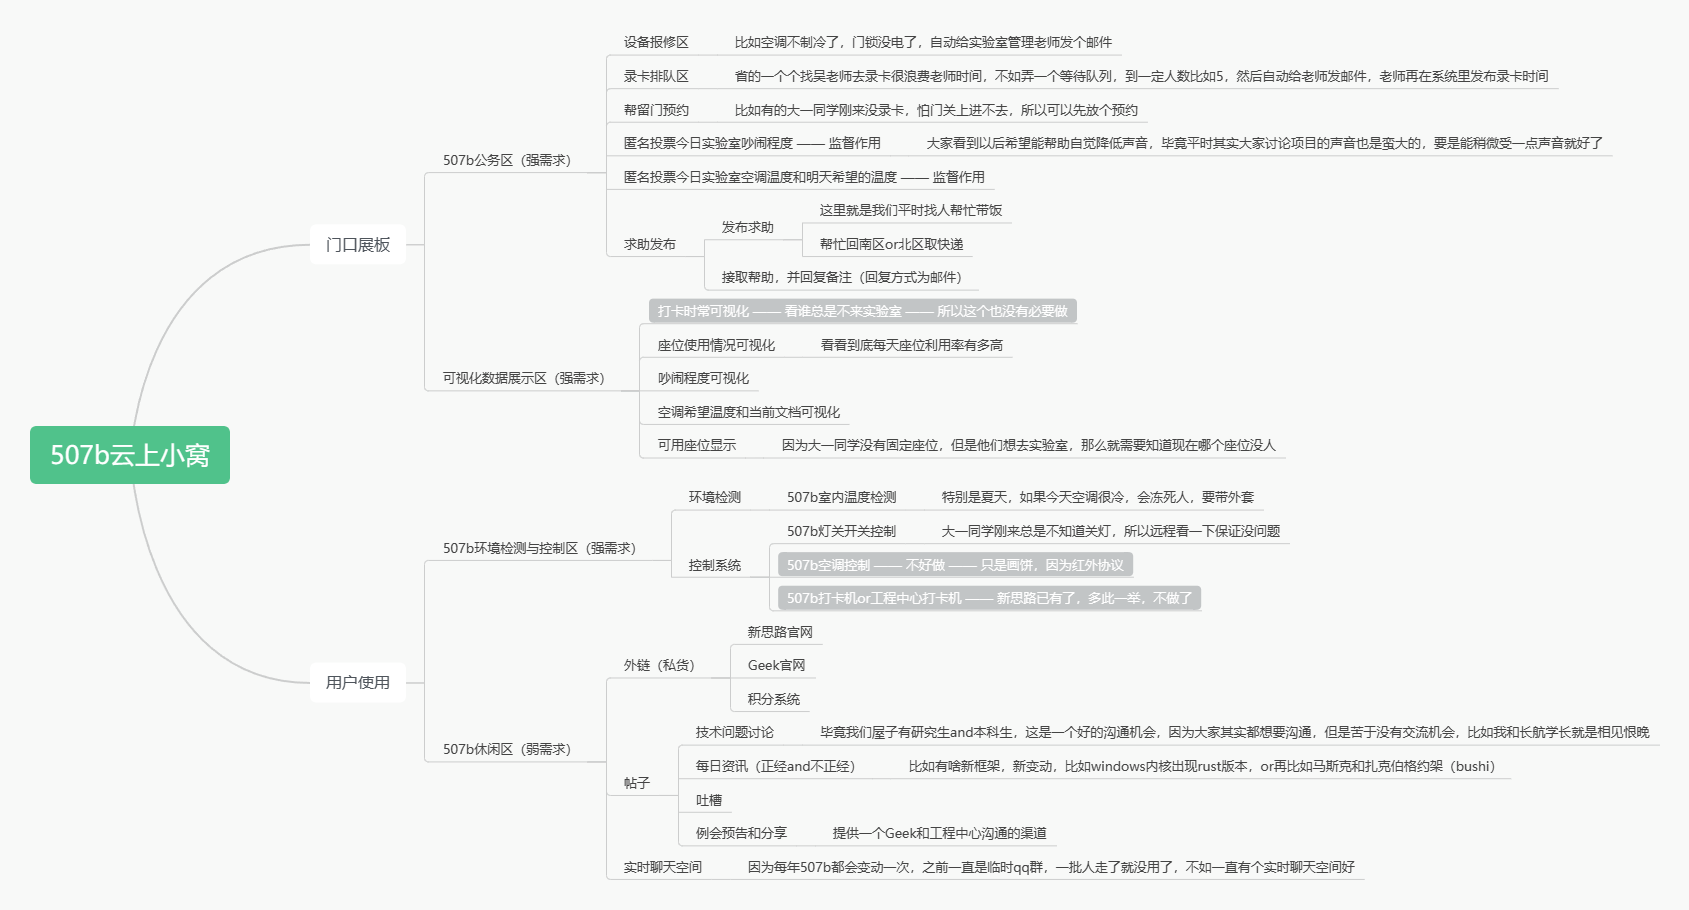 设备报修区 比如空调不制冷了，门锁没电了，自动给实验室管理老师发个邮件
录卡排队区 省的一个个找吴老师去录卡很浪费老师时间，不如弄一个等待队列，到一定人数比如5，然后自动给老师发邮件，老师再在系统里发布录卡时间
帮留门预约 比如有的大一同学刚来没录卡，怕门关上进不去，所以可以先放个预约
匿名投票今日实验室吵闹程度 —— 监督作用 大家看到以后希望能帮助自觉降低声音，毕竟平时其实大家讨论项目的声音也是蛮大的，要是能稍微受一点声音就好了
507b公务区（强需求）
匿名投票今日实验室空调温度和明天希望的温度 —— 监督作用
这里就是我们平时找人帮忙带饭
发布求助
门口展板
求助发布
帮忙回南区or北区取快递
接取帮助，并回复备注（回复方式为邮件）
打卡时常可视化 —— 看谁总是不来实验室 —— 所以这个也没有必要做
座位使用情况可视化 看看到底每天座位利用率有多高
可视化数据展示区（强需求）
吵闹程度可视化
空调希望温度和当前文档可视化
可用座位显示 因为大一同学没有固定座位，但是他们想去实验室，那么就需要知道现在哪个座位没人
507b云上小窝
环境检测 507b室内温度检测 特别是夏天，如果今天空调很冷，会冻死人，要带外套
507b灯关开关控制 大一同学刚来总是不知道关灯，所以远程看一下保证没问题
507b环境检测与控制区（强需求）
控制系统
507b空调控制 —— 不好做 —— 只是画饼，因为红外协议
507b打卡机or工程中心打卡机 —— 新思路已有了，多此一举，不做了
新思路官网
外链（私货）
Geek官网
用户使用
积分系统
技术问题讨论 毕竟我们屋子有研究生and本科生，这是一个好的沟通机会，因为大家其实都想要沟通，但是苦于没有交流机会，比如我和长航学长就是相见恨晚
507b休闲区（弱需求）
每日资讯（正经and不正经） 比如有啥新框架，新变动，比如windows内核出现rust版本，or再比如马斯克和扎克伯格约架（bushi）
帖子
吐槽
例会预告和分享 提供一个Geek和工程中心沟通的渠道
实时聊天空间 因为每年507b都会变动一次，之前一直是临时qq群，一批人走了就没用了，不如一直有个实时聊天空间好